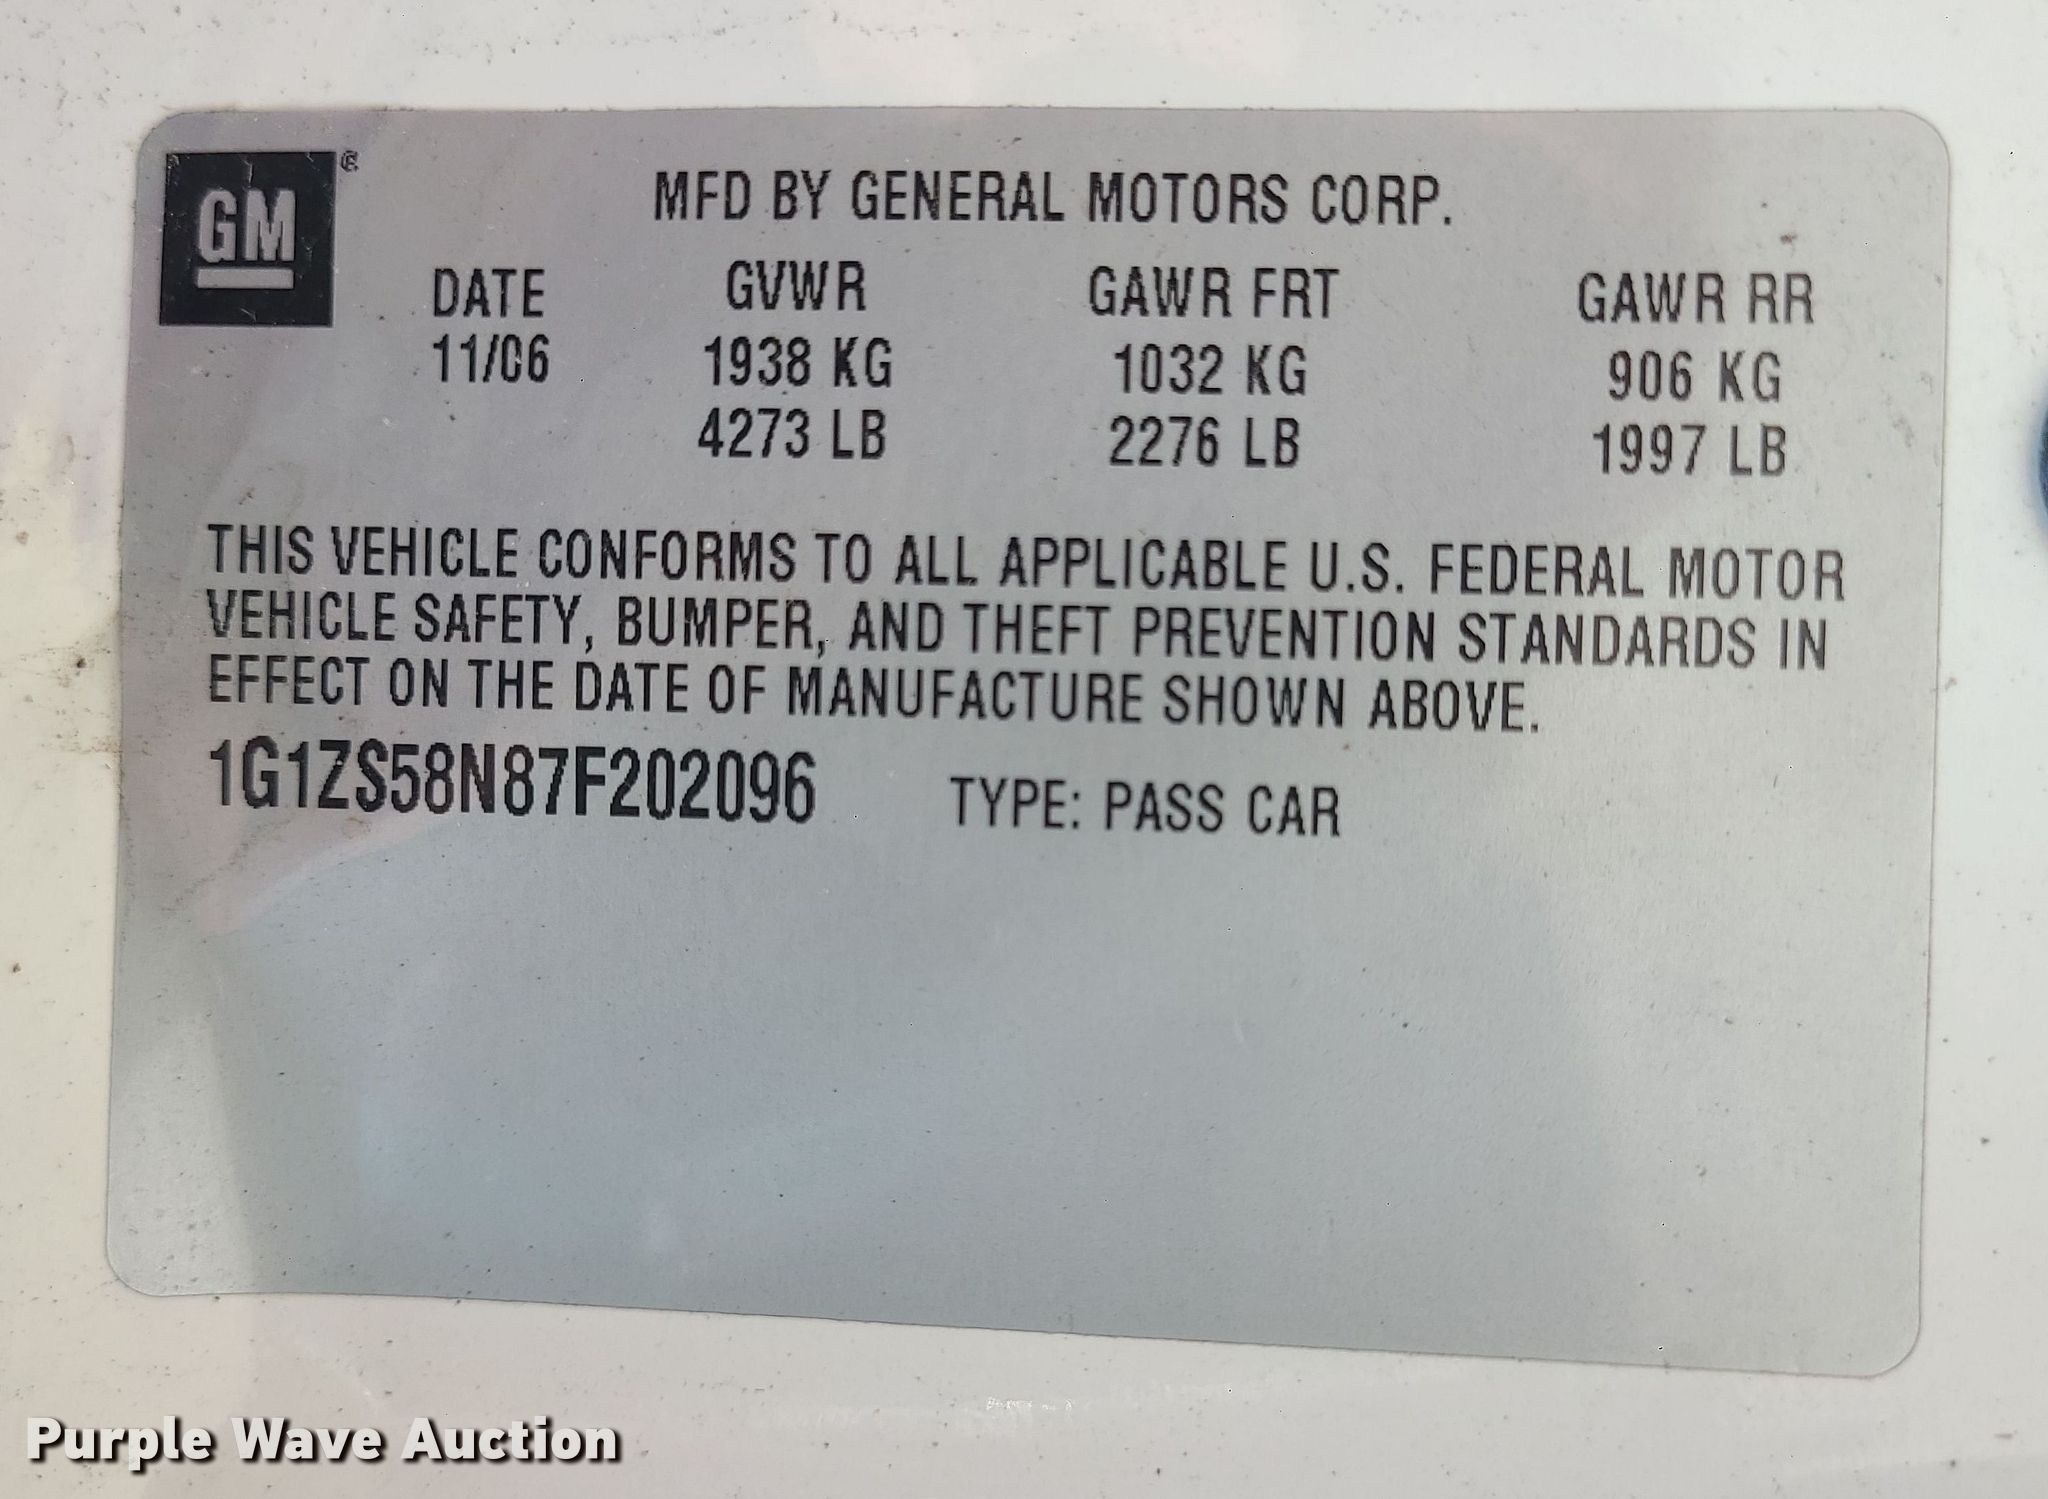 GM ®
MFD BY GENERAL MOTORS CORP.
DATE GVWR GAWR FRT GAWR RR
11/06 1938 KG 1032 KG 906 KG
4273 LB 2276 LB 1997 LB
THIS VEHICLE CONFORMS TO ALL APPLICABLE U.S. FEDERAL MOTOR
VEHICLE SAFETY, BUMPER, AND THEFT PREVENTION STANDARDS IN
EFFECT ON THE DATE OF MANUFACTURE SHOWN ABOVE.
1G1ZS58N87F202096 TYPE: PASS CAR
Purple Wave Auction